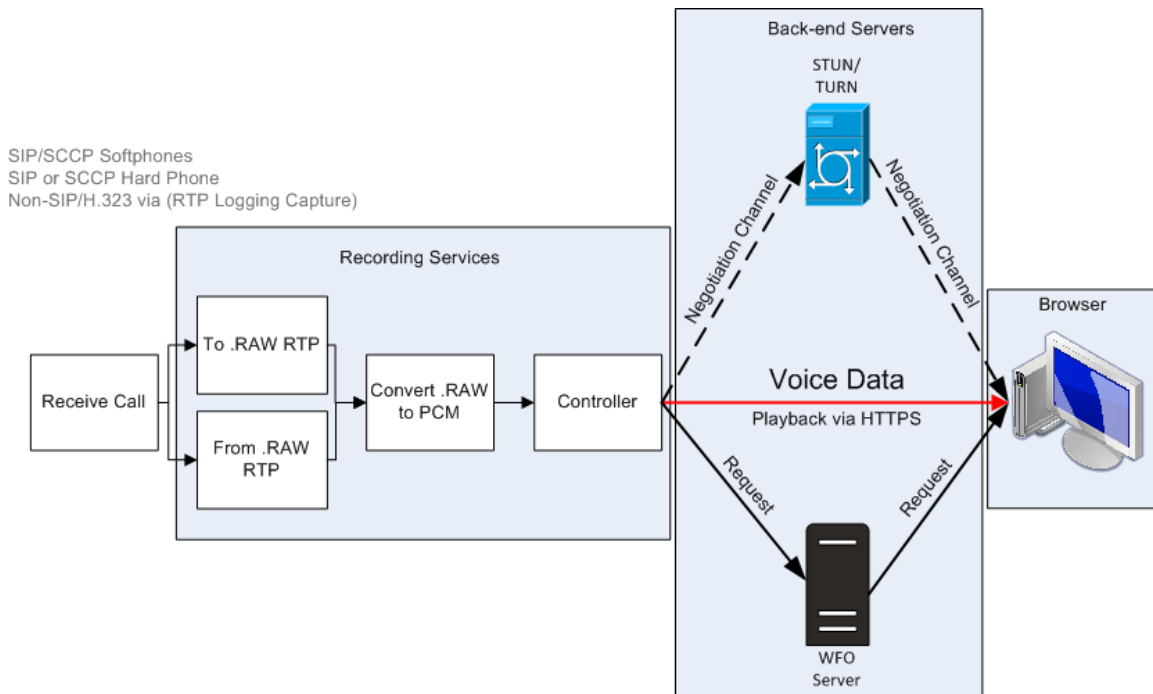 Back-end Servers
STUN/
TURN
SIP/SCCP Softphones
SIP or SCCP Hard Phone
Non-SIP/H.323 via (RTP Logging Capture)
Recording Services
Negotiation Channel
Negotiation Channel
Browser
Receive Call
To .RAW RTP
From .RAW
RTP
Convert .RAW
to PCM
Controller
Voice Data
Playback via HTTPS
Request
Request
WFO
Server